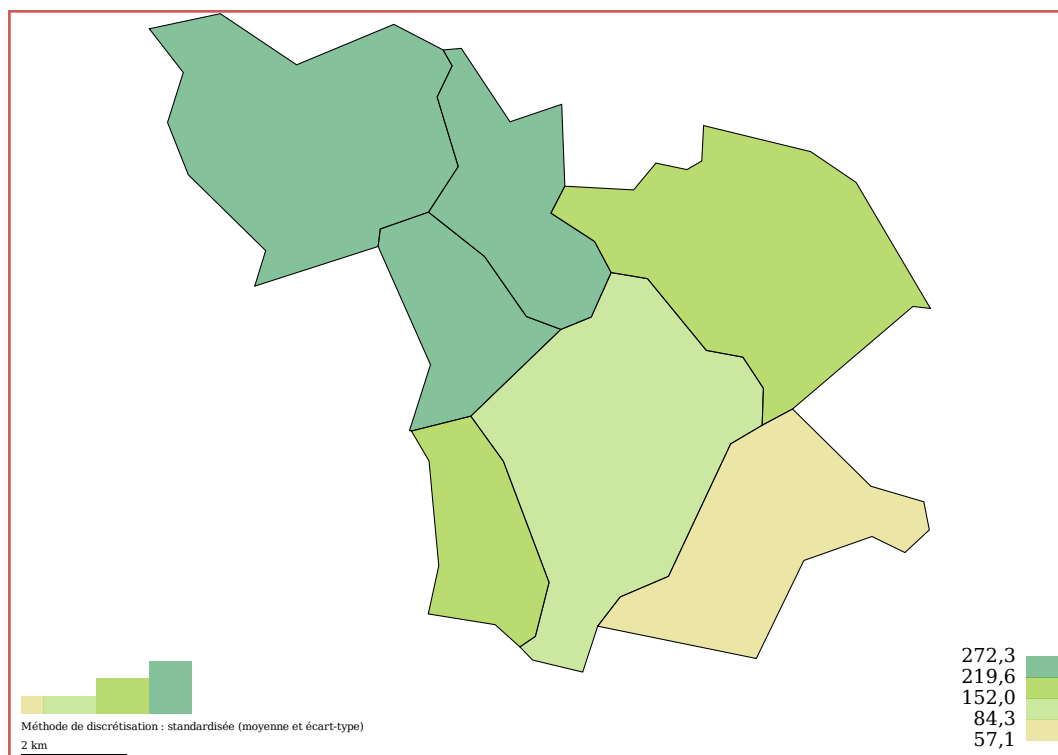 272,3
219,6
152,0
84,3
57,1
Méthode de discrétisation : standardisée (moyenne et écart-type)
2 km